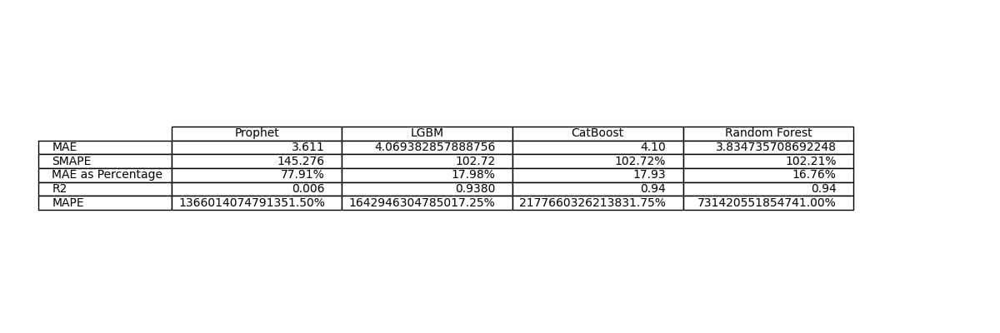 Prophet LGBM CatBoost Random Forest
MAE 3.611 4.069382857888756 4.10 3.834735708692248
SMAPE 145.276 102.72 102.72% 102.21%
MAE as Percentage 77.91% 17.98% 17.93 16.76%
R2 0.006 0.9380 0.94 0.94
MAPE 1366014074791351.50% 1642946304785017.25% 2177660326213831.75% 731420551854741.00%